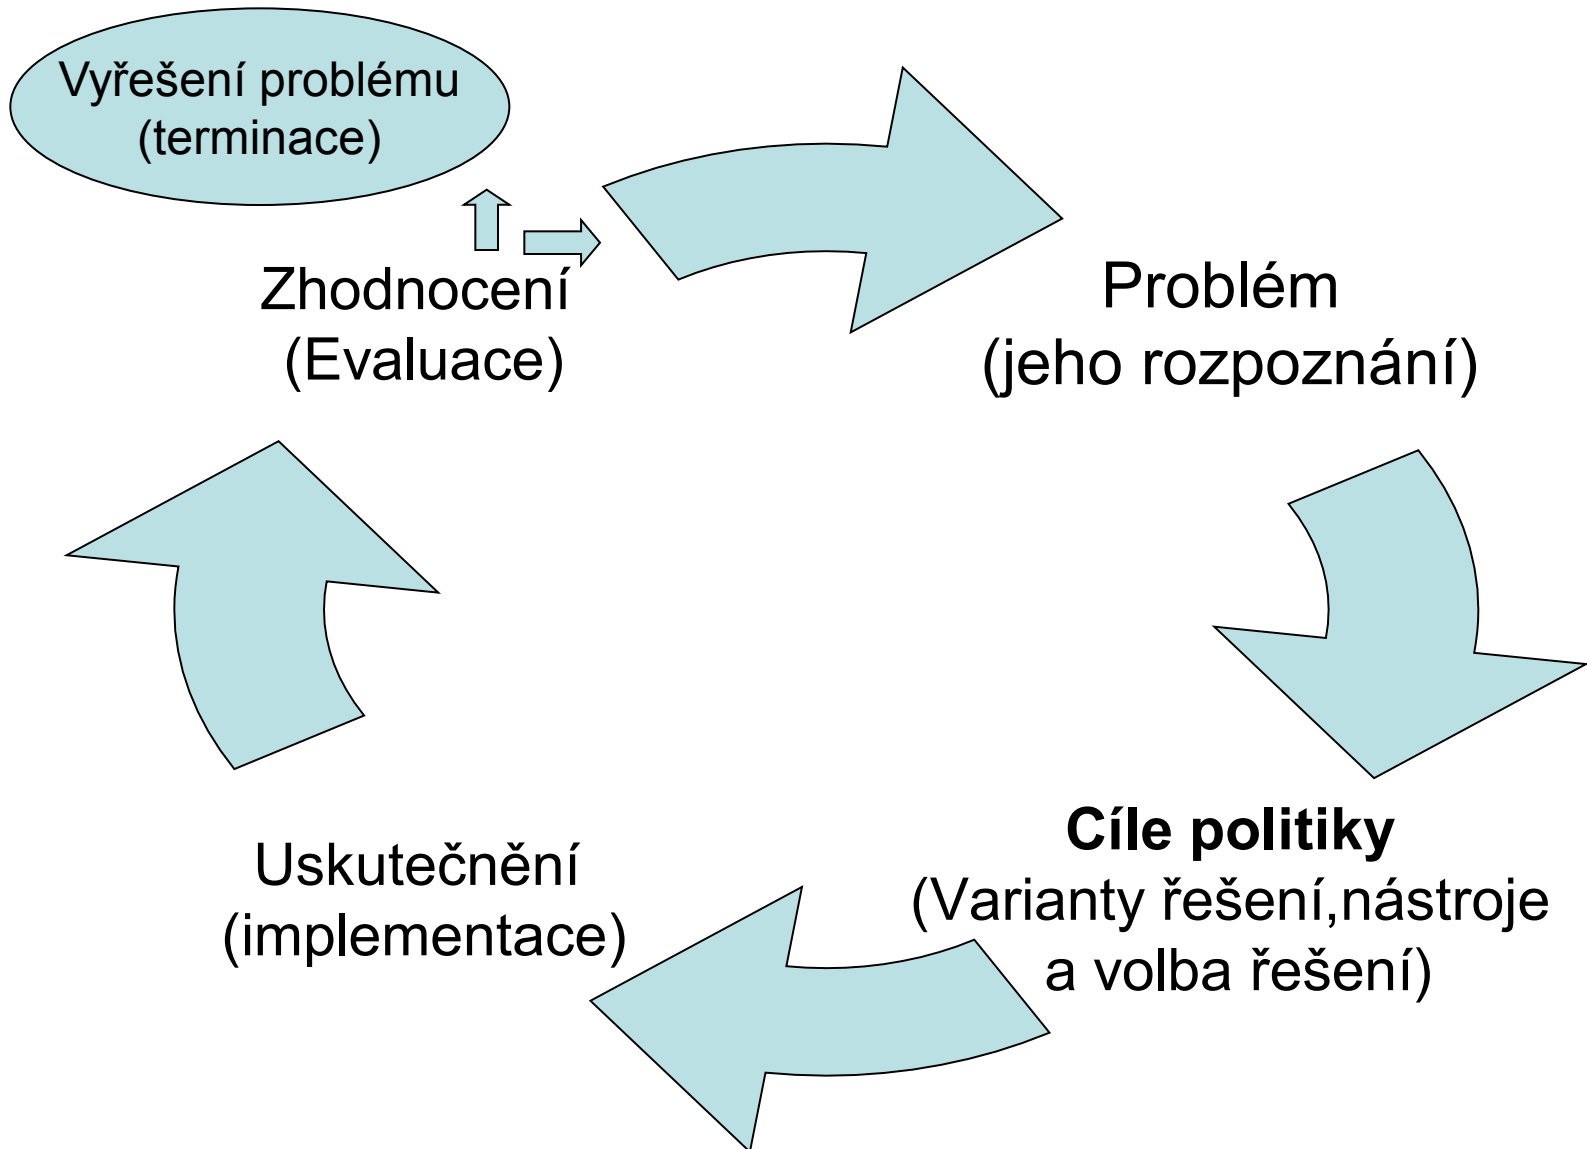 Vyřešení problému
(terminace)
Zhodnocení
(Evaluace)
Problém
(jeho rozpoznání)
Cíle politiky
(Varianty řešení,nástroje
a volba řešení)
Uskutečnění
(implementace)